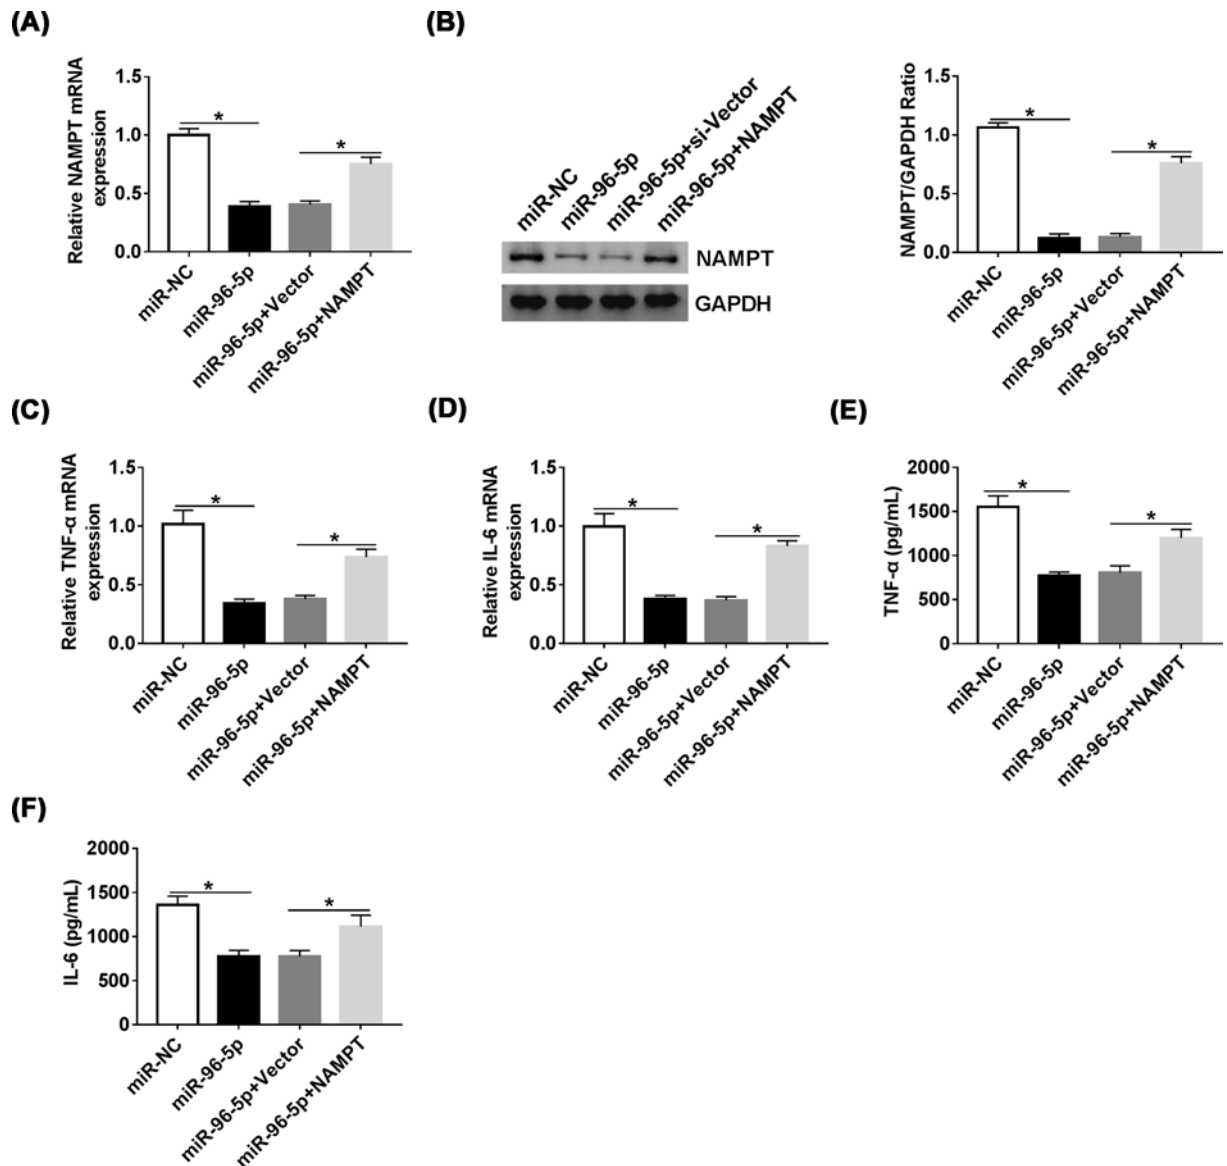 (A)
Relative NAMPT mRNA
expression
1.5
1.0
0.5
0.0
*
*
miR-NC
miR-96-5p
miR-96-5p+Vector
miR-96-5p+NAMPT
(B)
miR-NC
miR-96-5p
miR-96-5p+si-Vector
miR-96-5p+NAMPT
NAMPT
GAPDH
NAMPT/GAPDH Ratio
1.5
1.0
0.5
0.0
*
*
miR-NC
miR-96-5p
miR-96-5p+Vector
miR-96-5p+NAMPT
(C)
Relative TNF-α mRNA
expression
1.5
1.0
0.5
0.0
*
*
miR-NC
miR-96-5p
miR-96-5p+Vector
miR-96-5p+NAMPT
(D)
Relative IL-6 mRNA
expression
1.5
1.0
0.5
0.0
*
*
miR-NC
miR-96-5p
miR-96-5p+Vector
miR-96-5p+NAMPT
(E)
TNF-α (pg/mL)
2000
1500
1000
500
0
*
*
miR-NC
miR-96-5p
miR-96-5p+Vector
miR-96-5p+NAMPT
(F)
IL-6 (pg/mL)
2000
1500
1000
500
0
*
*
miR-NC
miR-96-5p
miR-96-5p+Vector
miR-96-5p+NAMPT